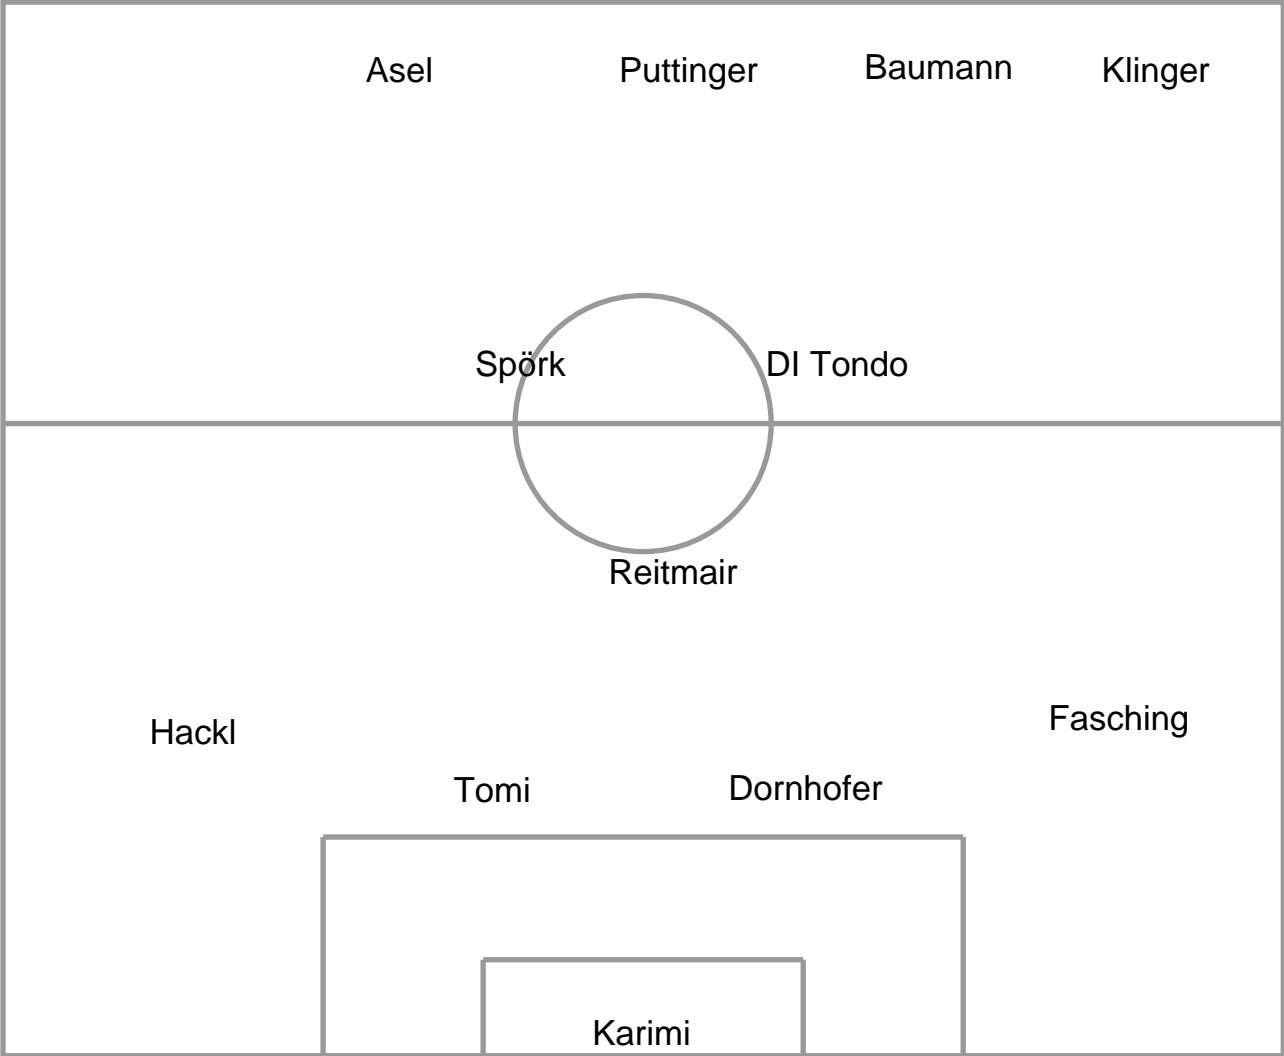 Asel Puttinger Baumann Klinger
Spörk DI Tondo
Reitmair
Hackl Fasching
Tomi Dornhofer
Karimi